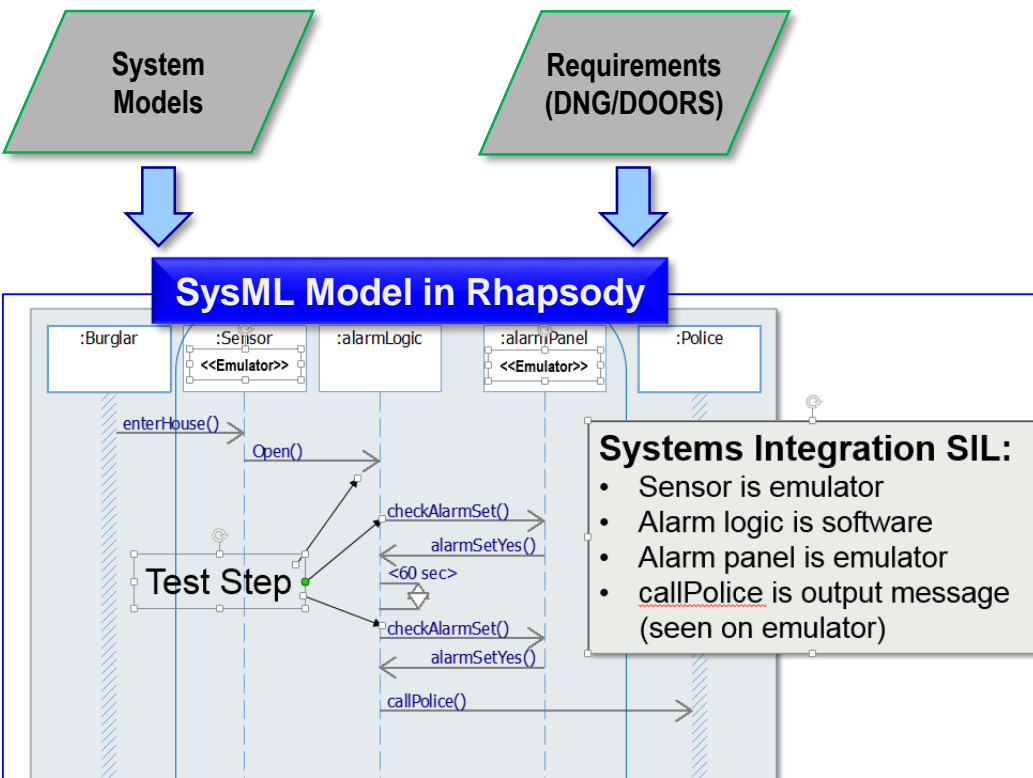 System
Models
Requirements
(DNG/DOORS)
SysML Model in Rhapsody
:Burglar
:Sensor
<<Emulator>>
:alarmLogic
:alarmPanel
<<Emulator>>
:Police
enterHouse()
Open()
checkAlarmSet()
alarmSetYes()
<60 sec>
Test Step
checkAlarmSet()
alarmSetYes()
callPolice()
Systems Integration SIL:
• Sensor is emulator
• Alarm logic is software
• Alarm panel is emulator
• callPolice is output message
(seen on emulator)